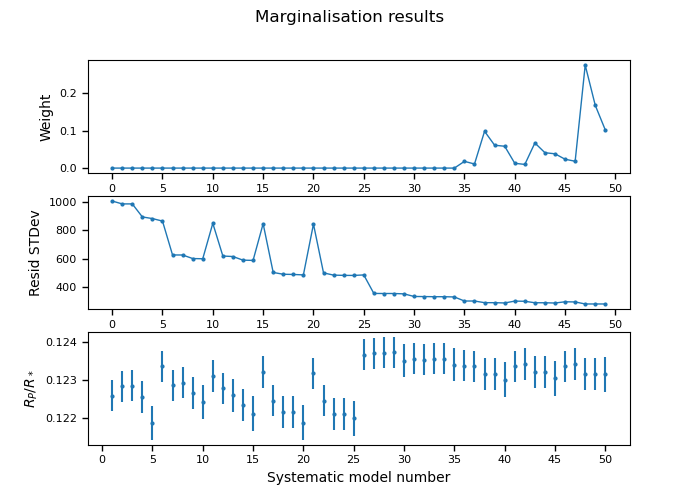 Marginalisation results
0.2
0.1
0.0
Weight
0 5 10 15 20 25 30 35 40 45 50
1000
800
600
400
Resid STDev
0 5 10 15 20 25 30 35 40 45 50
0.124
0.123
0.122
R_P/R_*
0 5 10 15 20 25 30 35 40 45 50
Systematic model number